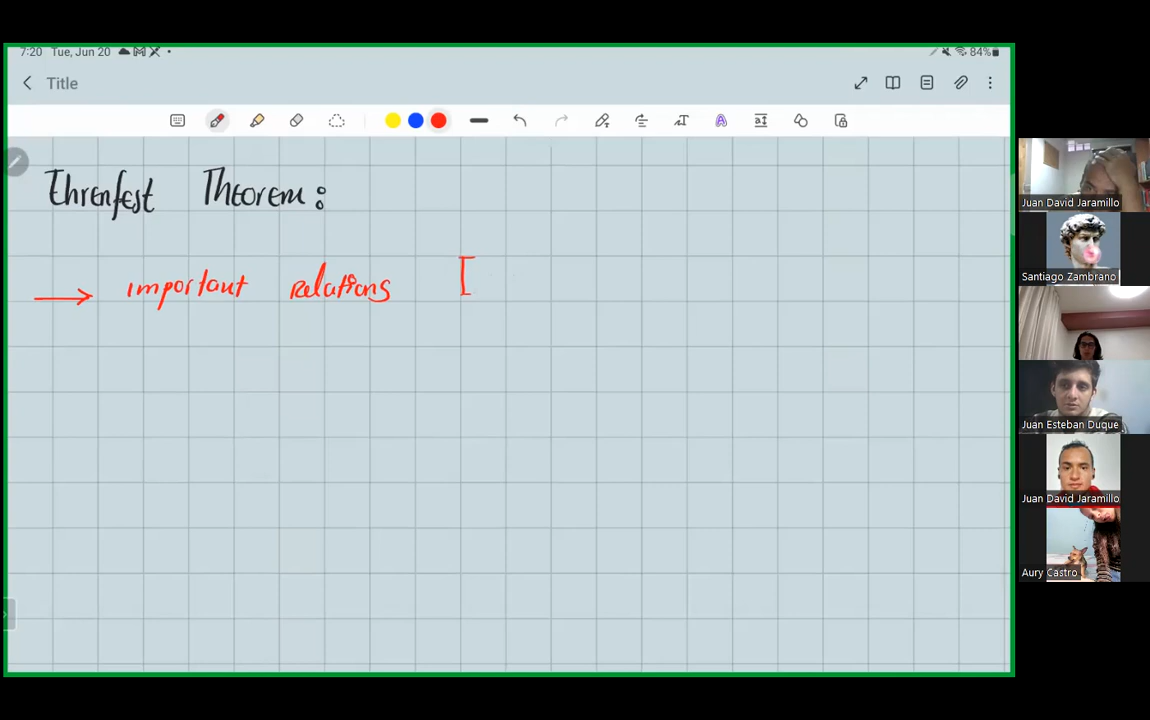 7:20 Tue, Jun 20
84%
Title
Ehrenfest Theorem:
→ important relations [
Juan David Jaramillo
Santiago Zambrano
Juan Esteban Duque
Juan David Jaramillo
Aury Castro